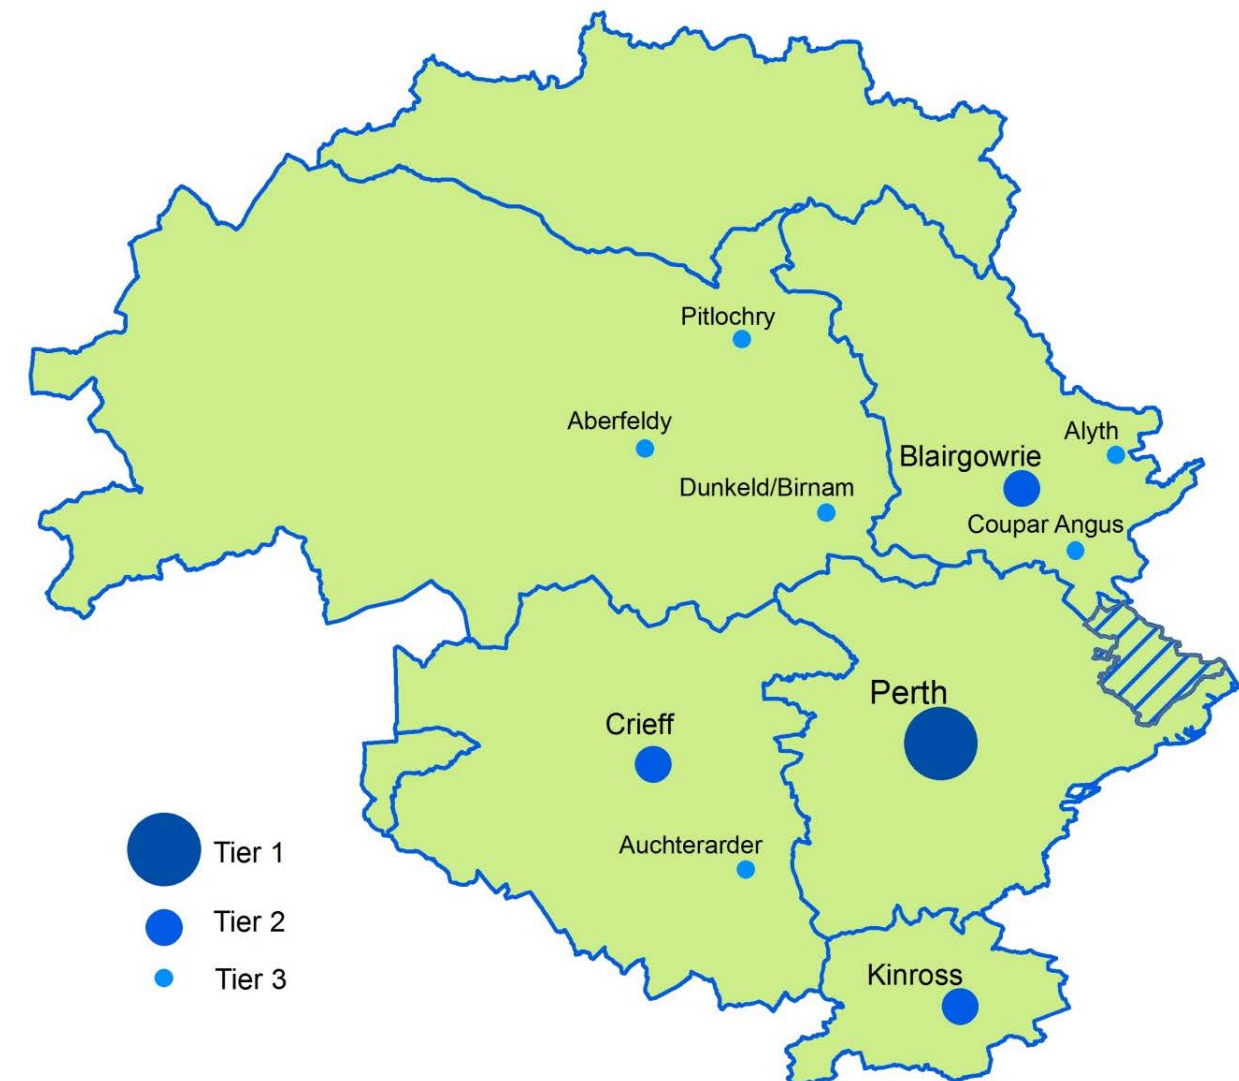 Pitlochry
Aberfeldy
Alyth
Blairgowrie
Dunkeld/Birnam
Coupar Angus
Perth
Crieff
Auchterarder
Tier 1
Tier 2
Kinross
Tier 3